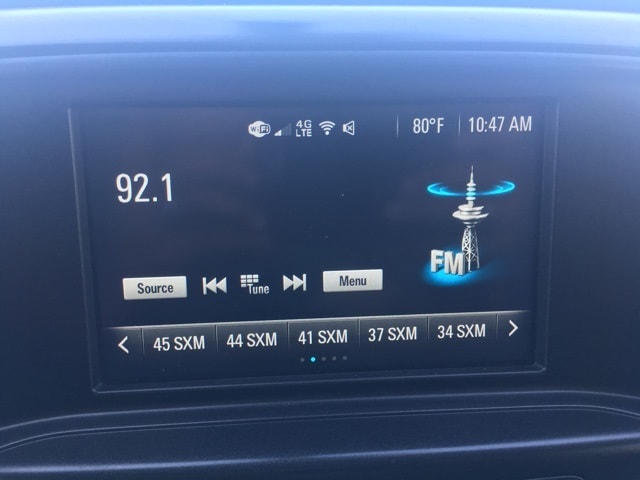 WiFi 4G LTE 80°F 10:47 AM
92.1
FM
Source Tune Menu
45 SXM 44 SXM 41 SXM 37 SXM 34 SXM